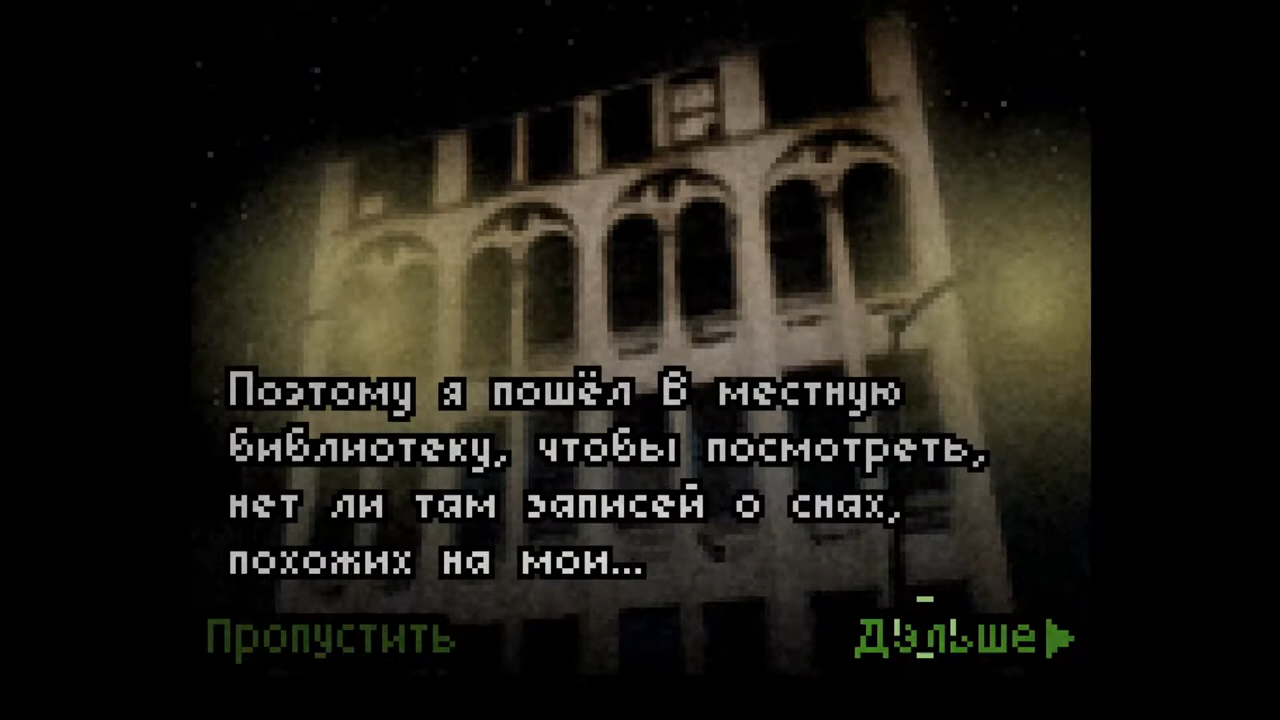 Поэтому я пошёл в местную
библиотеку, чтобы посмотреть,
нет ли там записей о снах,
похожих на мои...
Пропустить
Дальше